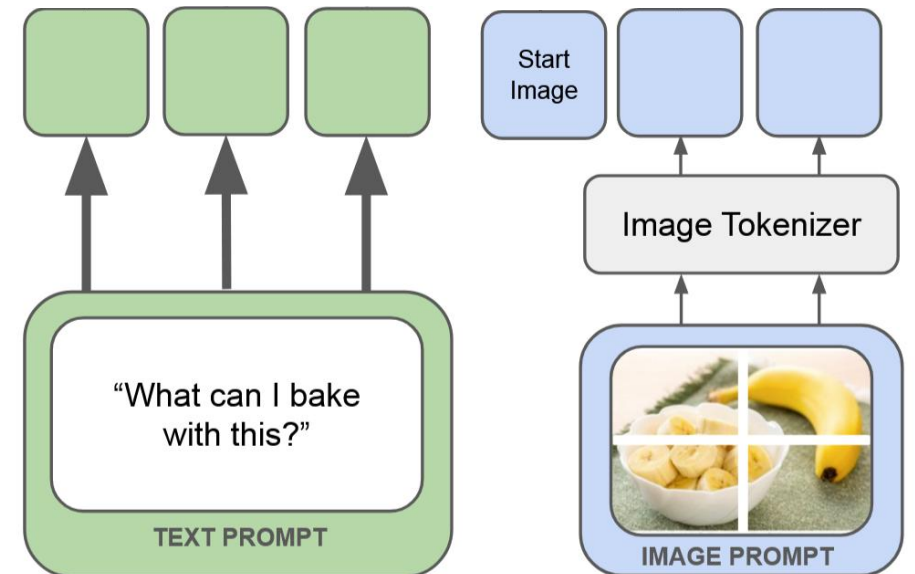 Start
Image
Image Tokenizer
“What can I bake
with this?”
TEXT PROMPT
IMAGE PROMPT